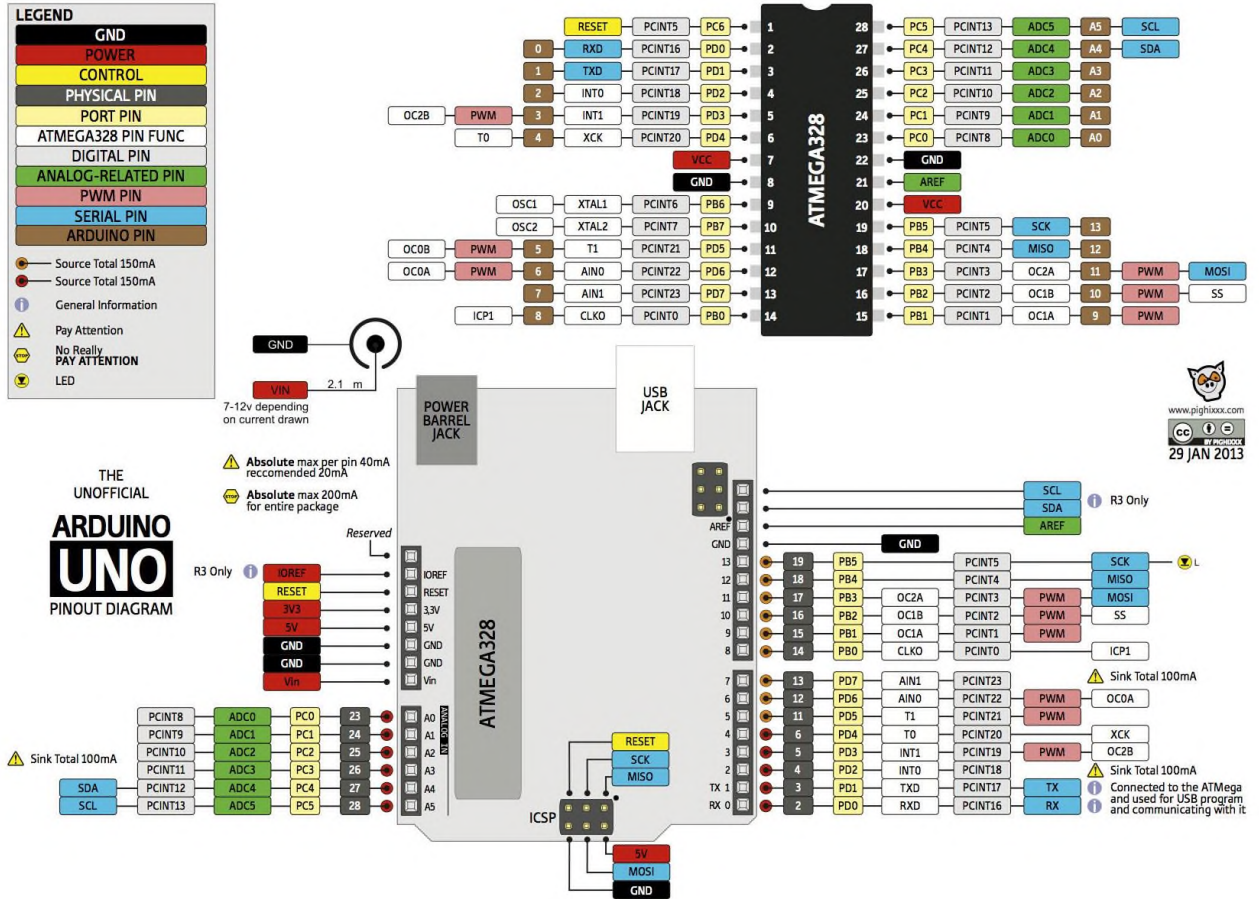 LEGEND
GND
POWER
CONTROL
PHYSICAL PIN
PORT PIN
ATMEGA328 PIN FUNC
DIGITAL PIN
ANALOG-RELATED PIN
PWM PIN
SERIAL PIN
ARDUINO PIN
Source Total 150mA
Source Total 150mA
General Information
Pay Attention
No Really
PAY ATTENTION
LED
RESET PCINT5 PC6 1
0 RXD PCINT16 PD0 2
1 TXD PCINT17 PD1 3
2 INT0 PCINT18 PD2 4
OC2B PWM 3 INT1 PCINT19 PD3 5
T0 4 XCK PCINT20 PD4 6
VCC 7
GND 8
OSC1 XTAL1 PCINT6 PB6 9
OSC2 XTAL2 PCINT7 PB7 10
OC0B PWM 5 T1 PCINT21 PD5 11
OC0A PWM 6 AIN0 PCINT22 PD6 12
7 AIN1 PCINT23 PD7 13
ICP1 8 CLKO PCINT0 PB0 14
ATMEGA328
28 PC5 PCINT13 ADC5 A5 SCL
27 PC4 PCINT12 ADC4 A4 SDA
26 PC3 PCINT11 ADC3 A3
25 PC2 PCINT10 ADC2 A2
24 PC1 PCINT9 ADC1 A1
23 PC0 PCINT8 ADC0 A0
22 GND
21 AREF
20 VCC
19 PB5 PCINT5 SCK 13
18 PB4 PCINT4 MISO 12
17 PB3 PCINT3 OC2A 11 PWM MOSI
16 PB2 PCINT2 OC1B 10 PWM SS
15 PB1 PCINT1 OC1A 9 PWM
GND
VIN 2.1 m
7-12v depending
on current drawn
POWER
BARREL
JACK
USB
JACK
www.pighixxx.com
cc
BY PIGHIXXX
29 JAN 2013
Absolute max per pin 40mA
reccomended 20mA
STOP
Absolute max 200mA
for entire package
THE
UNOFFICIAL
ARDUINO
UNO
PINOUT DIAGRAM
Reserved
R3 Only IOREF IOREF
RESET RESET
3V3 3,3V
5V 5V
GND GND
GND GND
Vin Vin
PCINT8 ADC0 PC0 23 A0
PCINT9 ADC1 PC1 24 A1
PCINT10 ADC2 PC2 25 A2
PCINT11 ADC3 PC3 26 A3
SDA PCINT12 ADC4 PC4 27 A4
SCL PCINT13 ADC5 PC5 28 A5
Sink Total 100mA
ANALOG IN
ATMEGA328
SCL
SDA
R3 Only
AREF AREF
GND GND
13 19 PB5 PCINT5 SCK L
12 18 PB4 PCINT4 MISO
11 17 PB3 OC2A PCINT3 PWM MOSI
10 16 PB2 OC1B PCINT2 PWM SS
9 15 PB1 OC1A PCINT1 PWM
8 14 PB0 CLKO PCINT0 ICP1
Sink Total 100mA
7 13 PD7 AIN1 PCINT23
6 12 PD6 AIN0 PCINT22 PWM OC0A
5 11 PD5 T1 PCINT21 PWM
4 6 PD4 T0 PCINT20 XCK
3 5 PD3 INT1 PCINT19 PWM OC2B
2 4 PD2 INT0 PCINT18
Sink Total 100mA
TX 1 3 PD1 TXD PCINT17 TX
RX 0 2 PD0 RXD PCINT16 RX
Connected to the ATMega
and used for USB program
and communicating with it
RESET
SCK
MISO
ICSP
5V
MOSI
GND